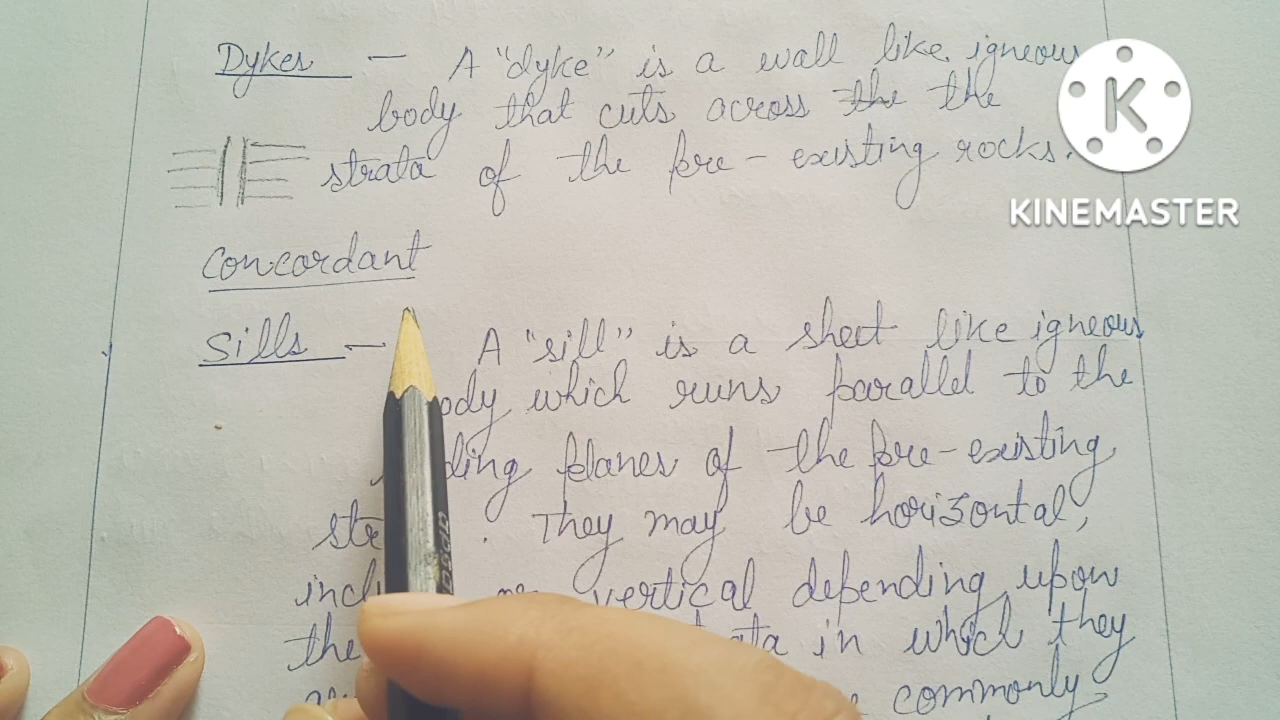 Dykes — A "dyke" is a wall like igneous
body that cuts across the the
strata of the pre-existing rocks.
KINEMASTER
Concordant
Sills — A "sill" is a sheet like igneous
which runs parallel to the
planes of the pre-existing
They may be horizontal,
or vertical depending upon
the in which they
commonly